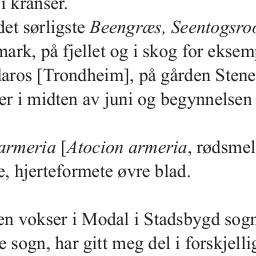 i kranser.
det sørligste Beengræs, Seentogsroo
mark, på fjellet og i skog for eksemp
daros [Trondheim], på gården Stene
er i midten av juni og begynnelsen
armeria [Atocion armeria, rødsmel
e, hjerteformete øvre blad.
en vokser i Modal i Stadsbygd sogn
e sogn, har gitt meg del i forskjellig